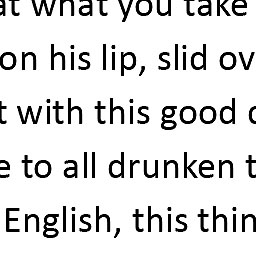 at what you take
on his lip, slid ov
t with this good
e to all drunken t
English, this thin